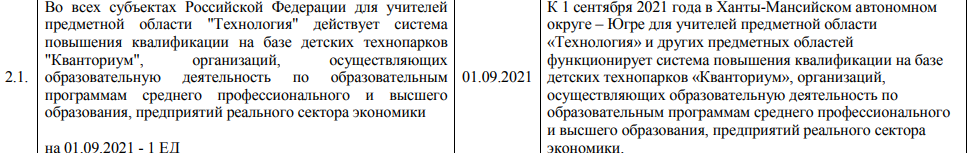 2.1.
Во всех субъектах Российской Федерации для учителей
предметной области "Технология" действует система
повышения квалификации на базе детских технопарков
"Кванториум", организаций, осуществляющих
образовательную деятельность по образовательным
программам среднего профессионального и высшего
образования, предприятий реального сектора экономики
на 01.09.2021 - 1 ЕД
01.09.2021
К 1 сентября 2021 года в Ханты-Мансийском автономном
округе – Югре для учителей предметной области
«Технология» и других предметных областей
функционирует система повышения квалификации на базе
детских технопарков «Кванториум», организаций,
осуществляющих образовательную деятельность по
образовательным программам среднего профессионального
и высшего образования, предприятий реального сектора
экономики.